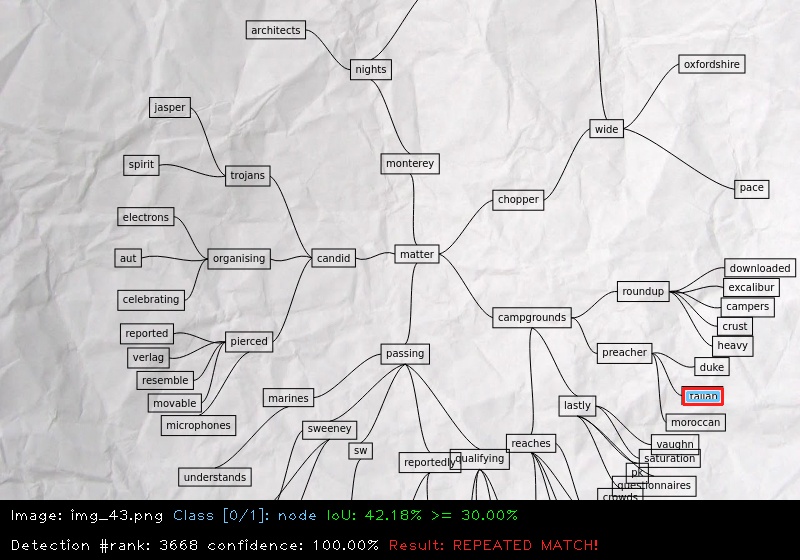 architects
nights
oxfordshire
jasper
wide
monterey
spirit
trojans
pace
chopper
electrons
matter
aut
organising
candid
downloaded
excalibur
roundup
celebrating
campers
campgrounds
crust
reported
pierced
heavy
verlag
passing
preacher
duke
resemble
marines
italian
movable
lastly
microphones
moroccan
sweeney
reaches
vaughn
sw
understands
reportedly
qualifying
saturation
pk
questionnaires
crowds
Image: img_43.png Class [0/1]: node IoU: 42.18% >= 30.00%
Detection #rank: 3668 confidence: 100.00% Result: REPEATED MATCH!